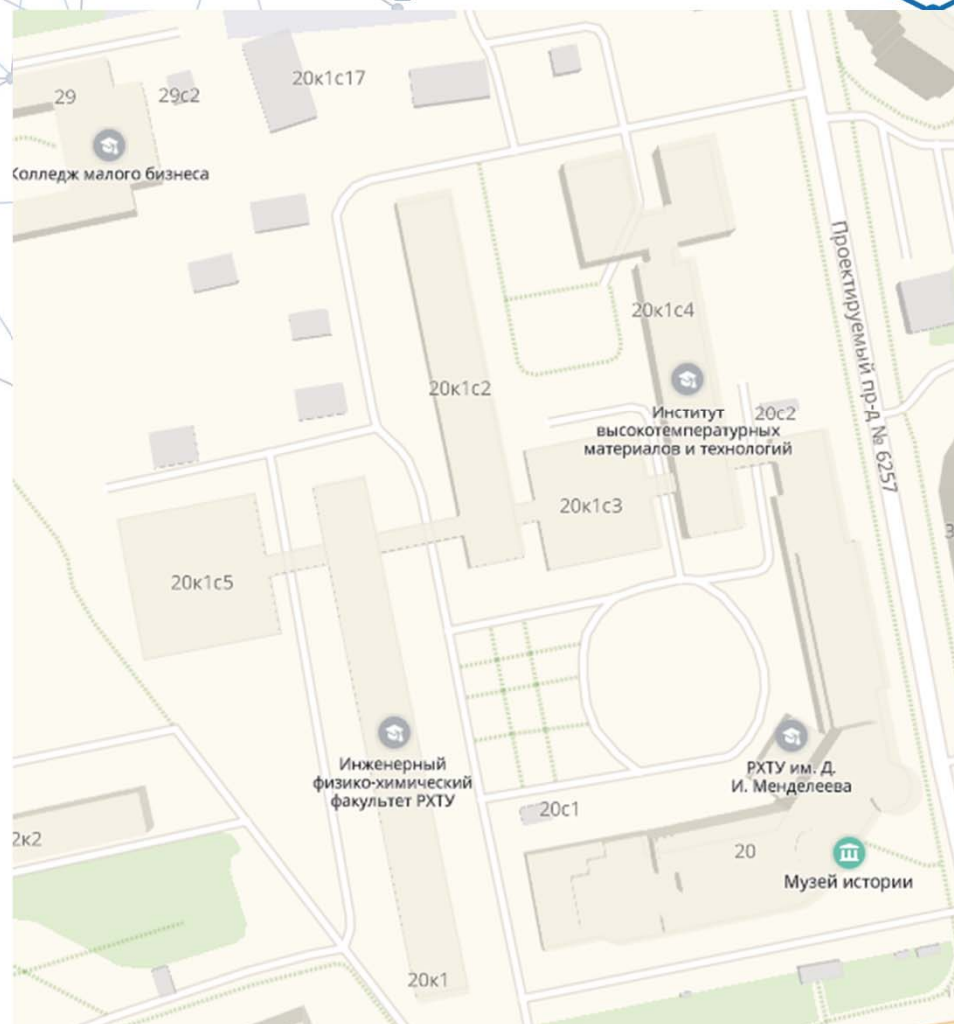 20к1с17
29
29с2
Колледж малого бизнеса
Проектируемый пр-д № 6257
20к1с4
20к1с2
Институт
высокотемпературных
материалов и технологий
20с2
20к1с3
20к1с5
Инженерный
физико-химический
факультет РХТУ
РХТУ им. Д.
И. Менделеева
20с1
2к2
20
Музей истории
20к1